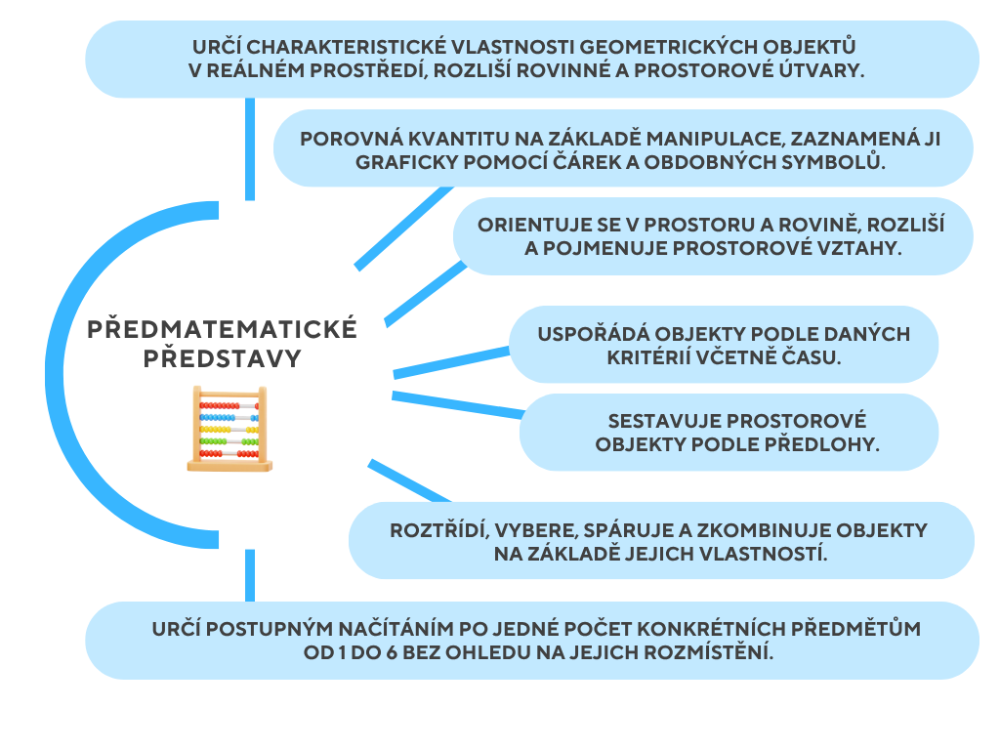 URČÍ CHARAKTERISTICKÉ VLASTNOSTI GEOMETRICKÝCH OBJEKTŮ
V REÁLNÉM PROSTŘEDÍ, ROZLIŠÍ ROVINNÉ A PROSTOROVÉ ÚTVARY.
POROVNÁ KVANTITU NA ZÁKLADĚ MANIPULACE, ZAZNAMENÁ JI
GRAFICKY POMOCÍ ČÁREK A OBDOBNÝCH SYMBOLŮ.
ORIENTUJE SE V PROSTORU A ROVINĚ, ROZLIŠÍ
A POJMENUJE PROSTOROVÉ VZTAHY.
PŘEDMATEMATICKÉ
PŘEDSTAVY
USPOŘÁDÁ OBJEKTY PODLE DANÝCH
KRITÉRIÍ VČETNĚ ČASU.
SESTAVUJE PROSTOROVÉ
OBJEKTY PODLE PŘEDLOHY.
ROZTŘÍDÍ, VYBERE, SPÁRUJE A ZKOMBINUJE OBJEKTY
NA ZÁKLADĚ JEJICH VLASTNOSTÍ.
URČÍ POSTUPNÝM NAČÍTÁNÍM PO JEDNÉ POČET KONKRÉTNÍCH PŘEDMĚTŮM
OD 1 DO 6 BEZ OHLEDU NA JEJICH ROZMÍSTĚNÍ.